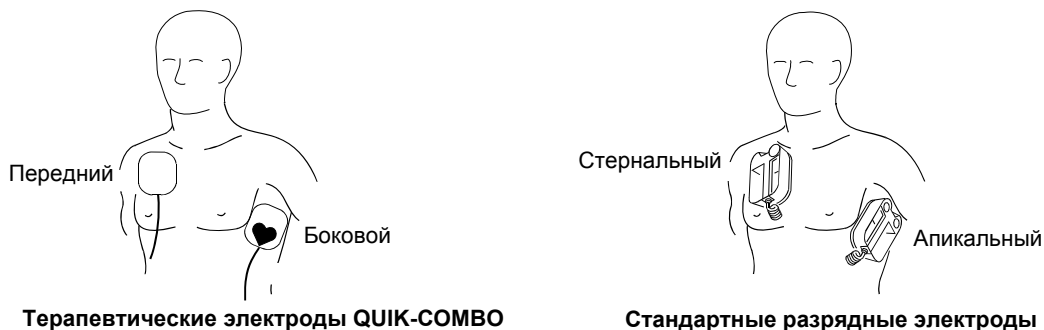 Передний
Боковой
Терапевтические электроды QUIK-COMBO
Стернальный
Апикальный
Стандартные разрядные электроды